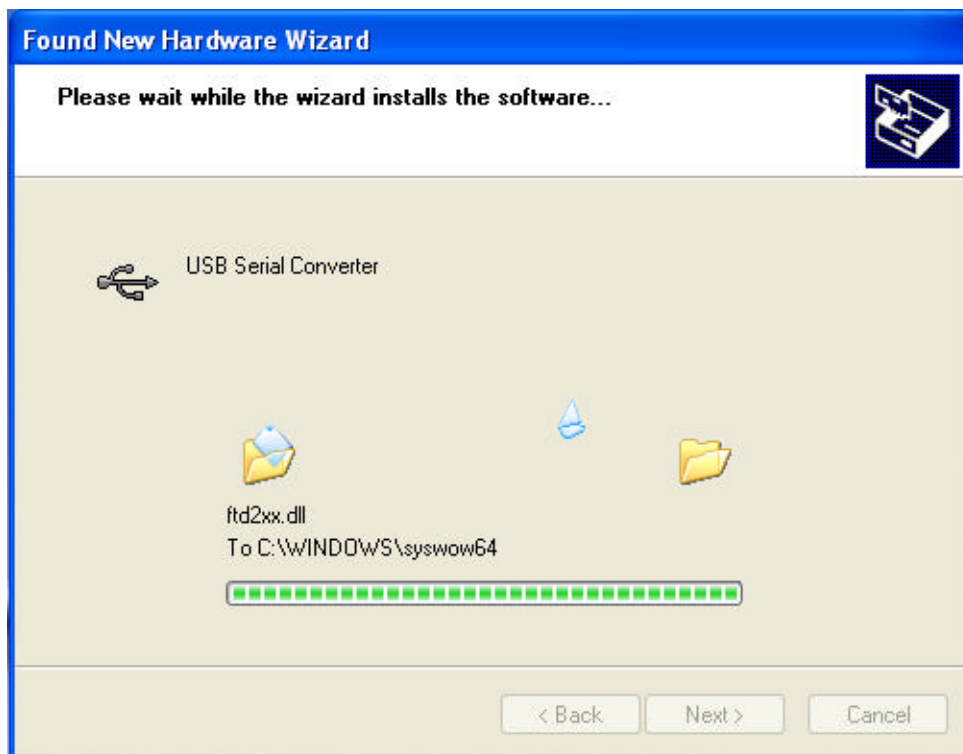 Found New Hardware Wizard
Please wait while the wizard installs the software...
USB Serial Converter
ftd2xx.dll
To C:\WINDOWS\syswow64
< Back
Next >
Cancel